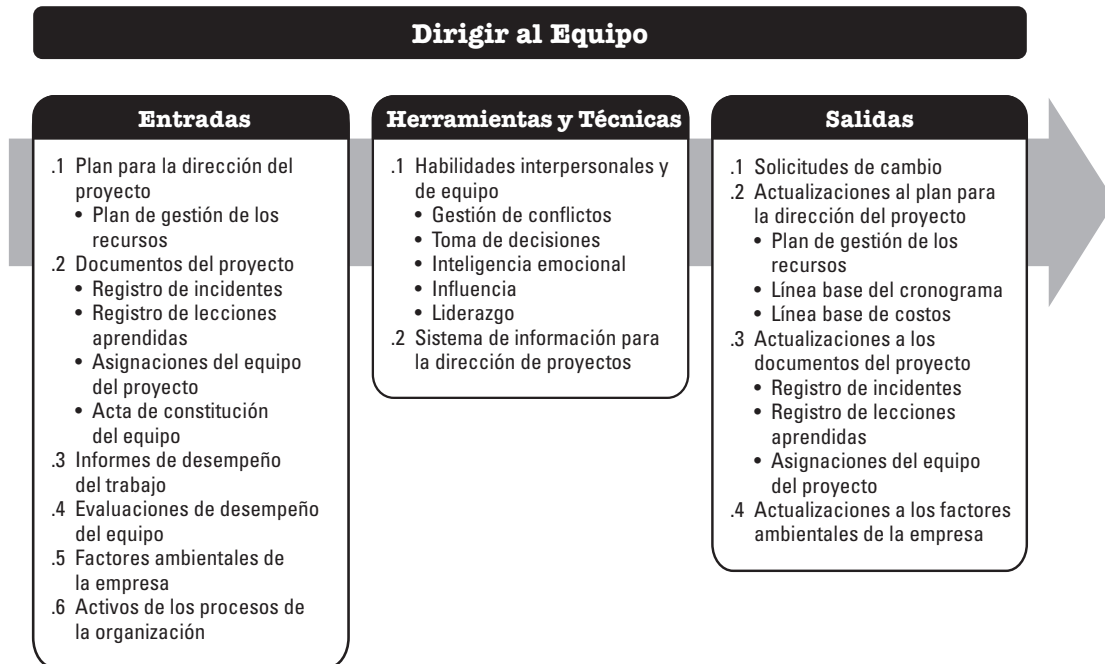 Dirigir al Equipo
Entradas
.1 Plan para la dirección del
proyecto
• Plan de gestión de los
recursos
.2 Documentos del proyecto
• Registro de incidentes
• Registro de lecciones
aprendidas
• Asignaciones del equipo
del proyecto
• Acta de constitución
del equipo
.3 Informes de desempeño
del trabajo
.4 Evaluaciones de desempeño
del equipo
.5 Factores ambientales de
la empresa
.6 Activos de los procesos de
la organización
Herramientas y Técnicas
.1 Habilidades interpersonales y
de equipo
• Gestión de conflictos
• Toma de decisiones
• Inteligencia emocional
• Influencia
• Liderazgo
.2 Sistema de información para
la dirección de proyectos
Salidas
.1 Solicitudes de cambio
.2 Actualizaciones al plan para
la dirección del proyecto
• Plan de gestión de los
recursos
• Línea base del cronograma
• Línea base de costos
.3 Actualizaciones a los
documentos del proyecto
• Registro de incidentes
• Registro de lecciones
aprendidas
• Asignaciones del equipo
del proyecto
.4 Actualizaciones a los factores
ambientales de la empresa